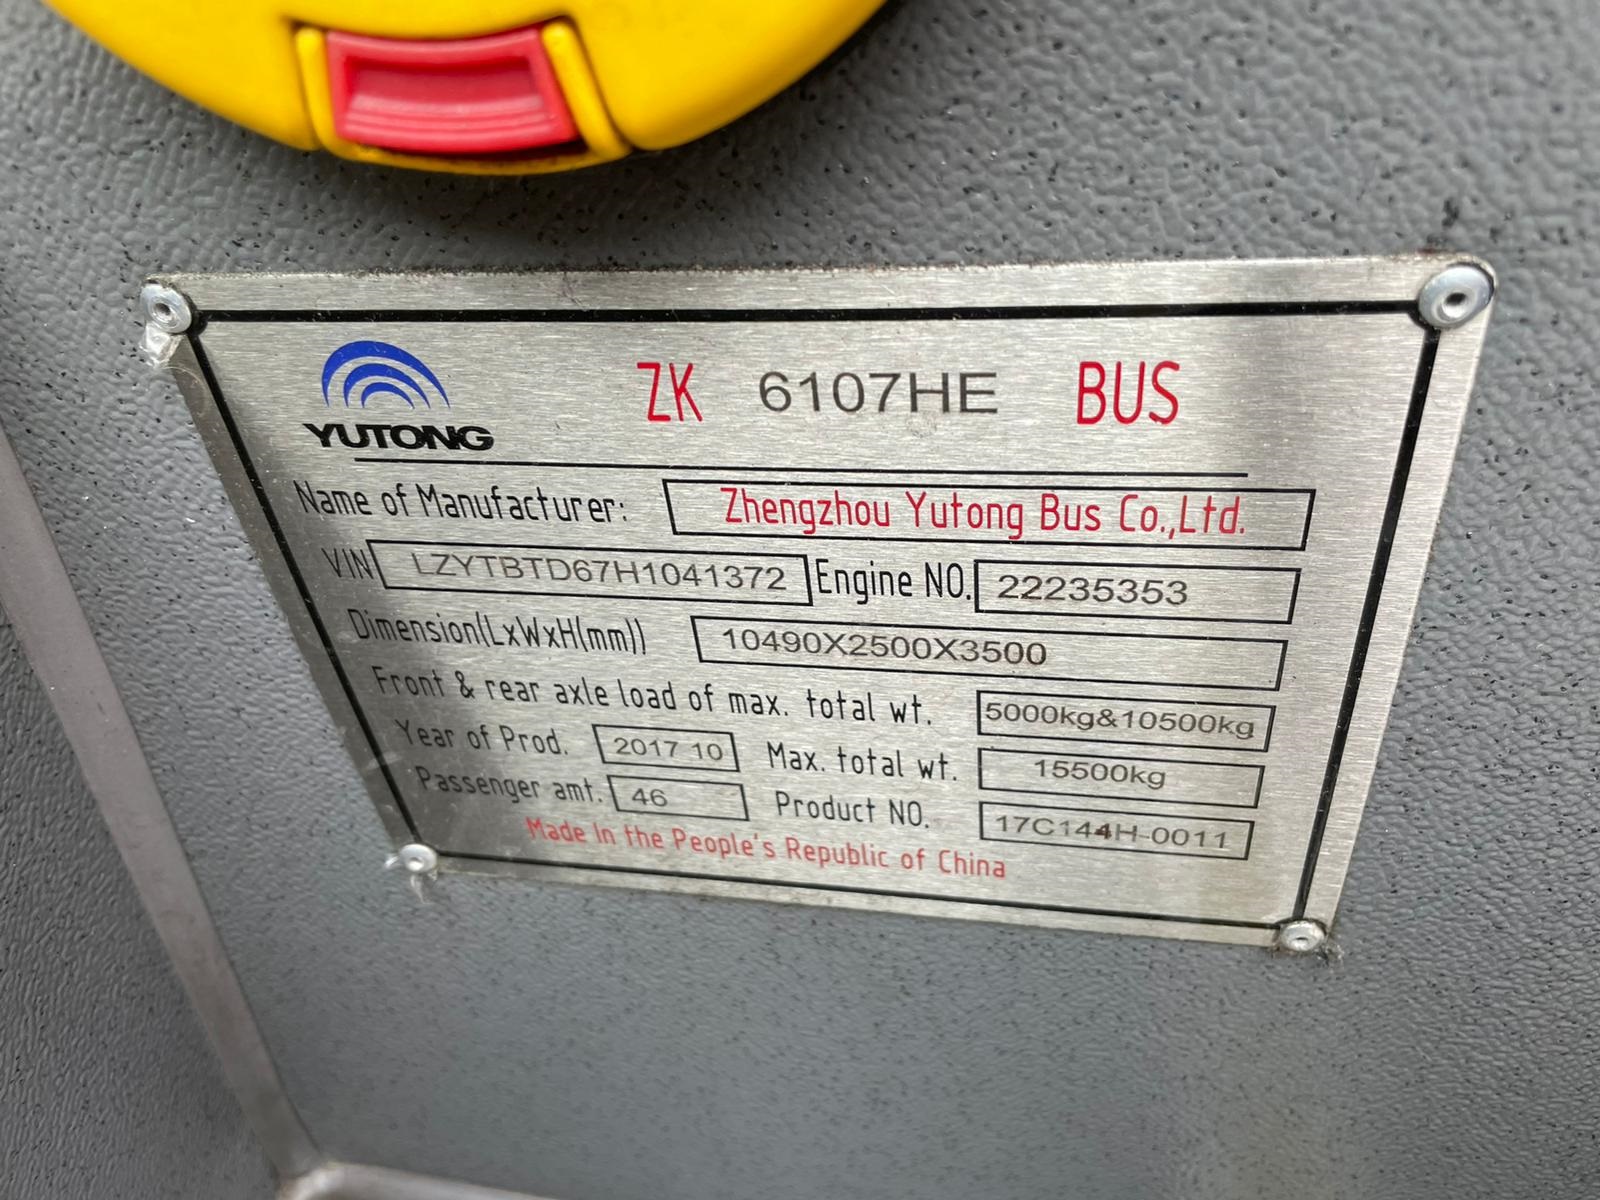 YUTONG
ZK 6107HE BUS
Name of Manufacturer: Zhengzhou Yutong Bus Co.,Ltd.
VIN LZYTBTD67H1041372 Engine NO. 22235353
Dimension(LxWxH(mm)) 10490X2500X3500
Front & rear axle load of max. total wt. 5000kg&10500kg
Year of Prod. 2017 10 Max. total wt. 15500kg
Passenger amt. 46 Product NO. 17C144H-0011
Made In the People's Republic of China